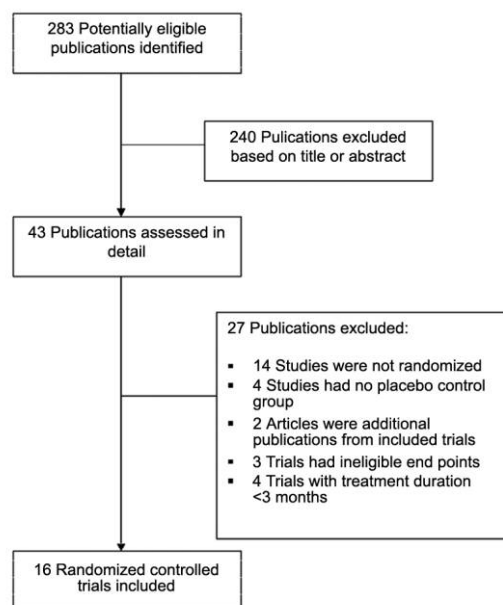 283 Potentially eligible
publications identified
240 Pulications excluded
based on title or abstract
43 Publications assessed in
detail
27 Publications excluded:
▪ 14 Studies were not randomized
▪ 4 Studies had no placebo control
group
▪ 2 Articles were additional
publications from included trials
▪ 3 Trials had ineligible end points
▪ 4 Trials with treatment duration
<3 months
16 Randomized controlled
trials included